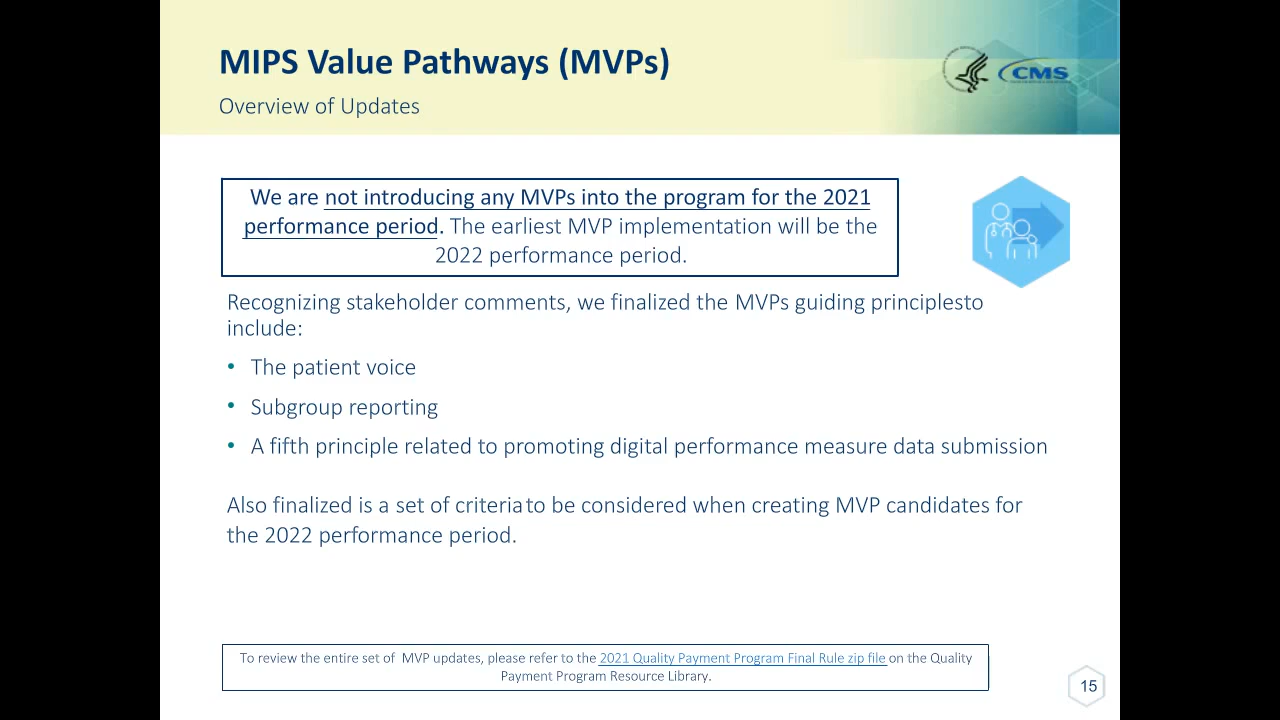 MIPS Value Pathways (MVPs)
Overview of Updates
CMS
We are not introducing any MVPs into the program for the 2021
performance period. The earliest MVP implementation will be the
2022 performance period.
Recognizing stakeholder comments, we finalized the MVPs guiding principlesto
include:
• The patient voice
• Subgroup reporting
• A fifth principle related to promoting digital performance measure data submission
Also finalized is a set of criteria to be considered when creating MVP candidates for
the 2022 performance period.
To review the entire set of MVP updates, please refer to the 2021 Quality Payment Program Final Rule zip file on the Quality
Payment Program Resource Library.
15